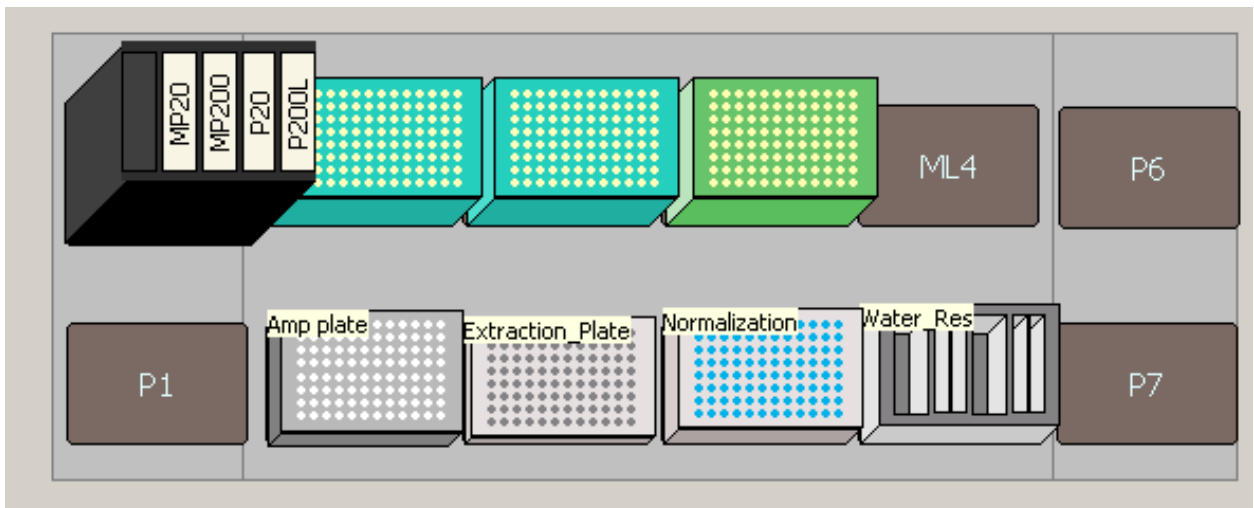 MP20
MP200
P20
P200L
ML4
P6
P1
Amp plate
Extraction_Plate
Normalization
Water_Res
P7